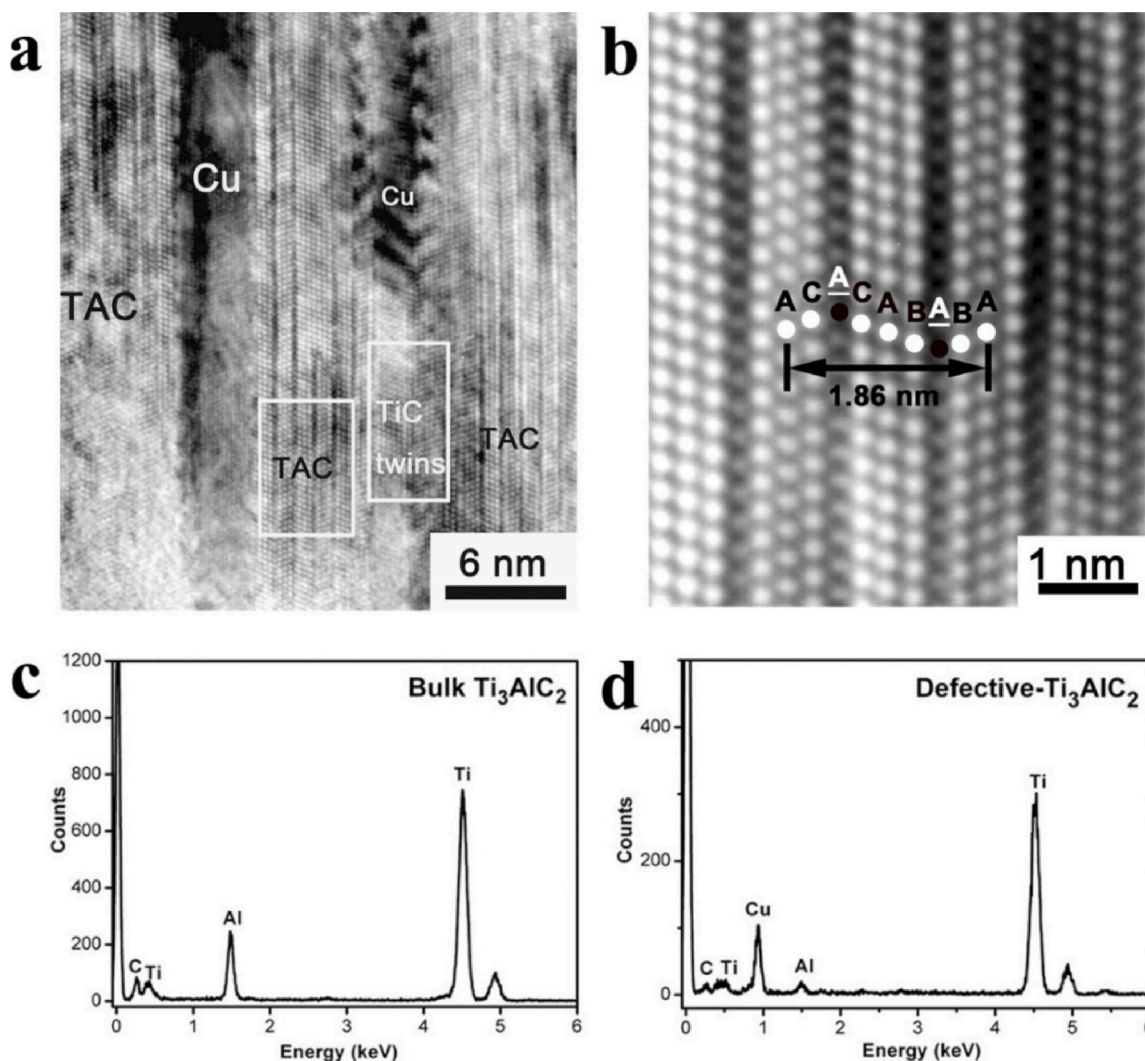 a
Cu
Cu
TAC
TiC
twins
TAC
TAC
6 nm
b
A C A C A B A B A
1.86 nm
1 nm
c
Bulk Ti₃AlC₂
Counts
1200
1000
800
600
400
200
0
C
Ti
Al
Ti
0 1 2 3 4 5 6
Energy (keV)
d
Defective-Ti₃AlC₂
Counts
400
200
0
C
Ti
Cu
Al
Ti
0 1 2 3 4 5 6
Energy (keV)